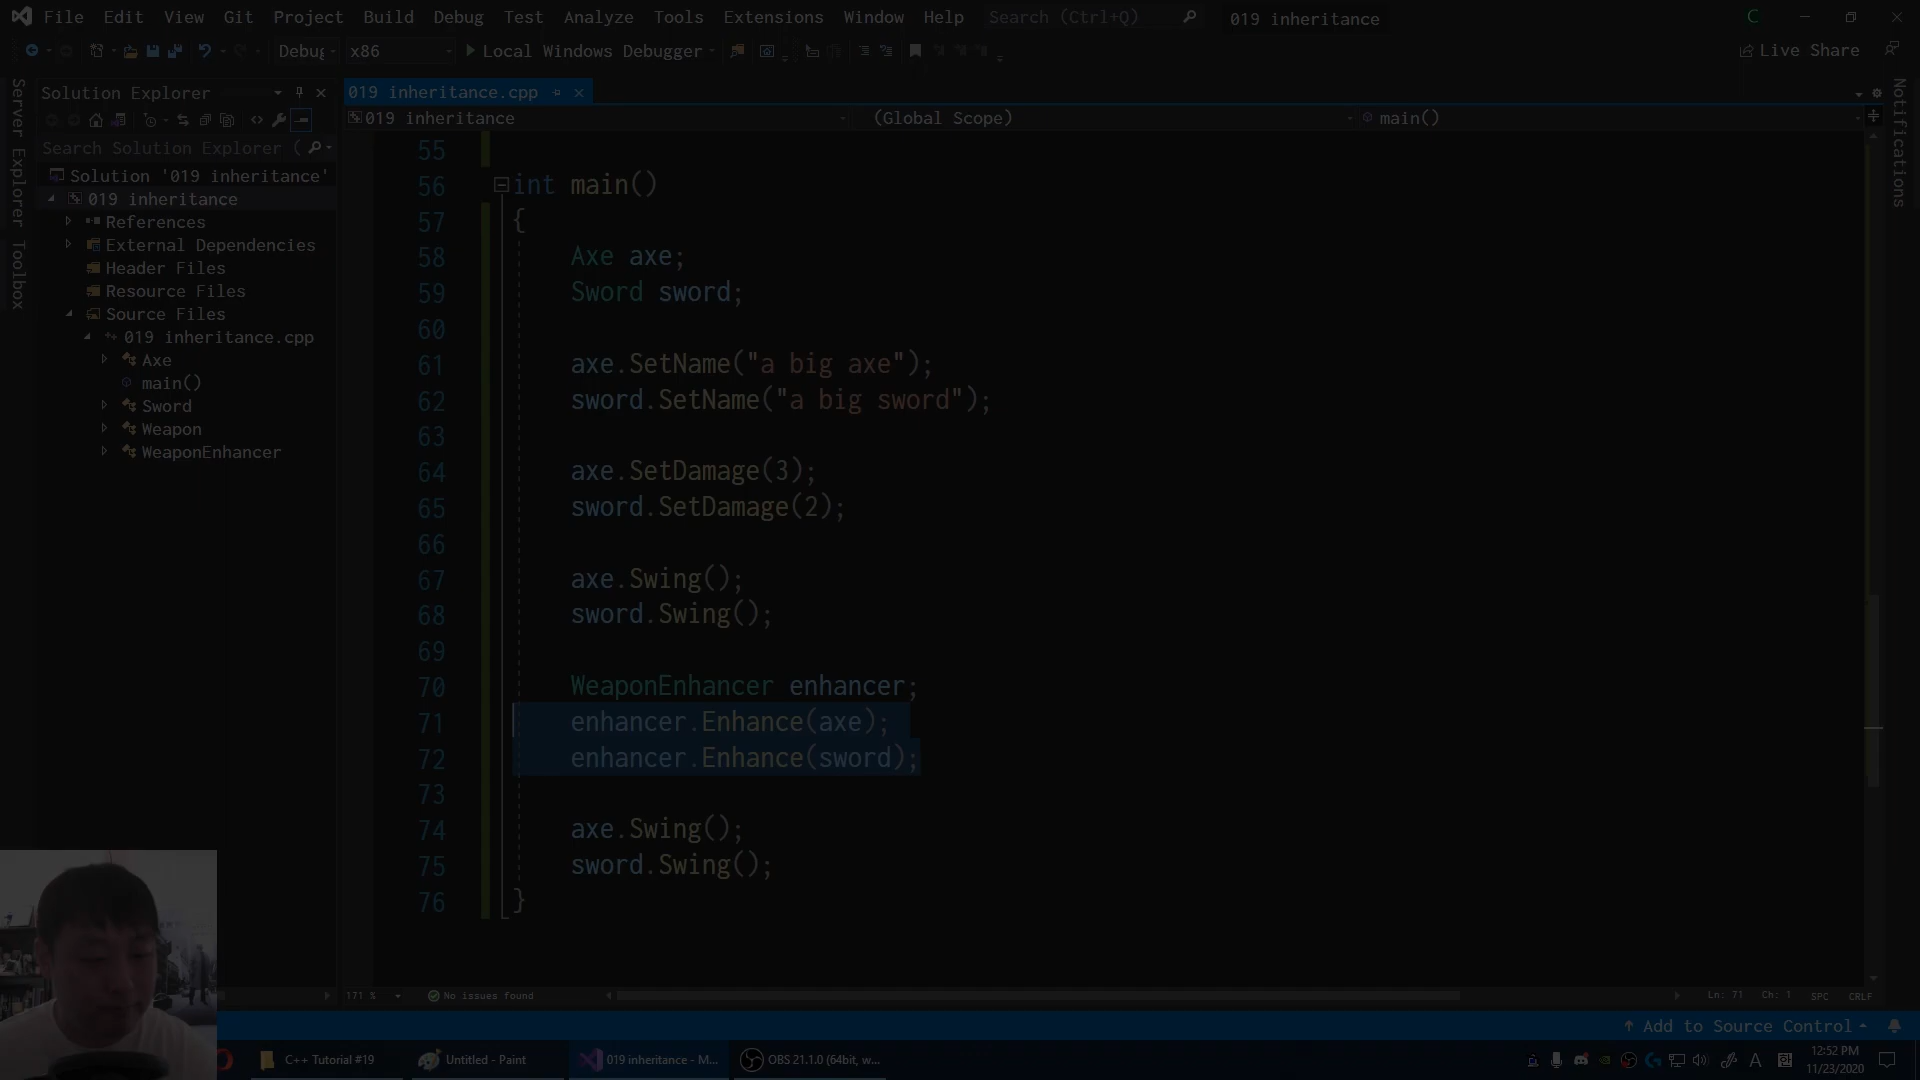 File Edit View Git Project Build Debug Test Analyze Tools Extensions Window Help Search (Ctrl+Q) 019 inheritance
Debug x86 Local Windows Debugger Live Share
Server Explorer
Toolbox
Solution Explorer
Search Solution Explorer (
Solution '019 inheritance'
019 inheritance
References
External Dependencies
Header Files
Resource Files
Source Files
019 inheritance.cpp
Axe
main()
Sword
Weapon
WeaponEnhancer
019 inheritance.cpp
019 inheritance (Global Scope) main()
55
56 int main()
57 {
58 Axe axe;
59 Sword sword;
60
61 axe.SetName("a big axe");
62 sword.SetName("a big sword");
63
64 axe.SetDamage(3);
65 sword.SetDamage(2);
66
67 axe.Swing();
68 sword.Swing();
69
70 WeaponEnhancer enhancer;
71 enhancer.Enhance(axe);
72 enhancer.Enhance(sword);
73
74 axe.Swing();
75 sword.Swing();
76 }
Notifications
171 % No issues found Ln: 71 Ch: 1 SPC CRLF
Add to Source Control
C++ Tutorial #19 Untitled - Paint 019 inheritance - M... OBS 21.1.0 (64bit, w... A 12:52 PM
11/23/2020